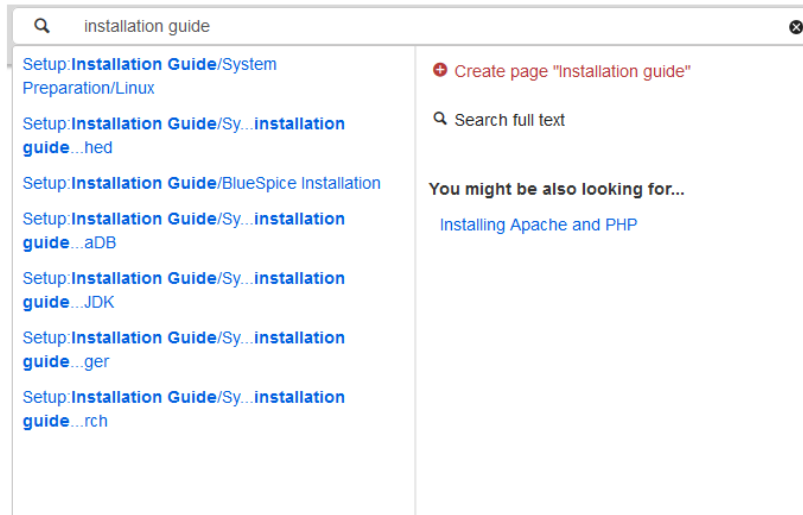 installation guide
Setup:Installation Guide/System
Preparation/Linux
Setup:Installation Guide/Sy...installation
guide...hed
Setup:Installation Guide/BlueSpice Installation
Setup:Installation Guide/Sy...installation
guide...aDB
Setup:Installation Guide/Sy...installation
guide...JDK
Setup:Installation Guide/Sy...installation
guide...ger
Setup:Installation Guide/Sy...installation
guide...rch
Create page "Installation guide"
Search full text
You might be also looking for...
Installing Apache and PHP